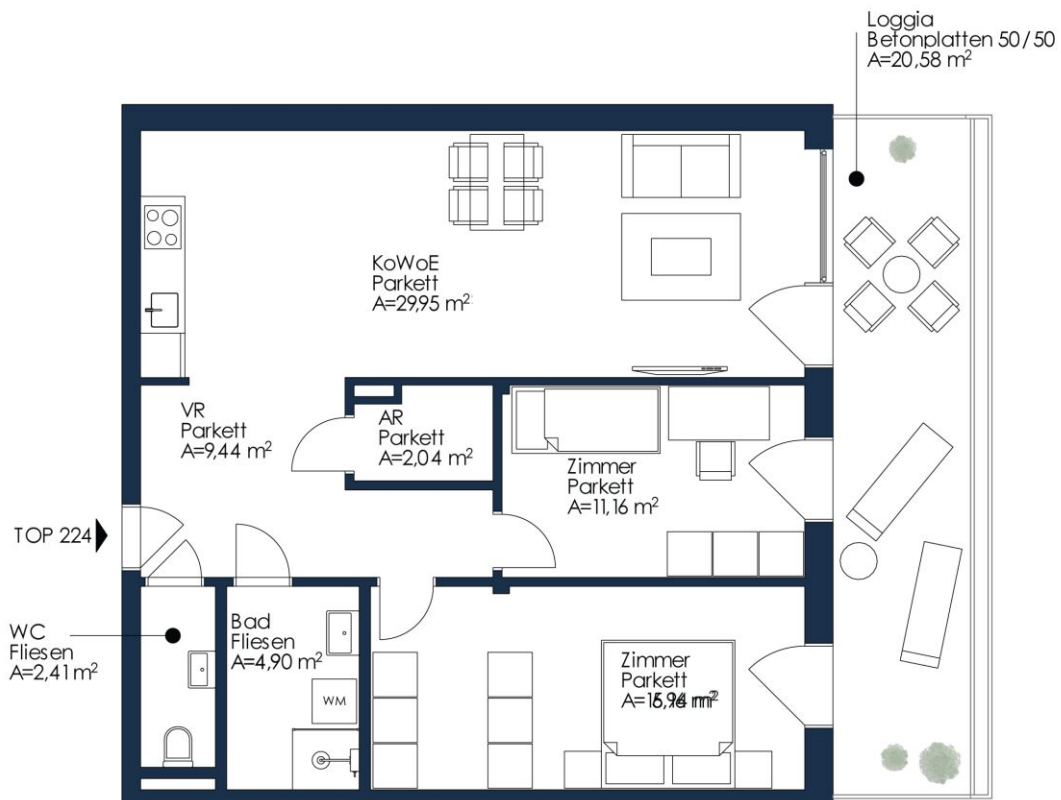 Loggia
Betonplatten 50/50
A=20,58 m²
KoWoE
Parkett
A=29,95 m²
VR
Parkett
A=9,44 m²
AR
Parkett
A=2,04 m²
Zimmer
Parkett
A=11,16 m²
TOP 224
WC
Fliesen
A=2,41 m²
Bad
Fliesen
A=4,90 m²
WM
Zimmer
Parkett